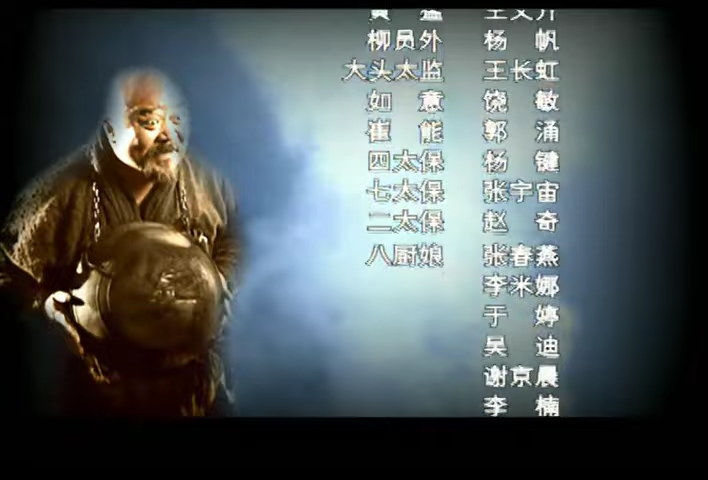 柳员外 杨帆
大头太监 王长虹
如意 饶敏
崔能 郭涌
四太保 杨键
七太保 张宇宙
二太保 赵奇
八厨娘 张春燕
李米娜
于婷
吴迪
谢京晨
李楠